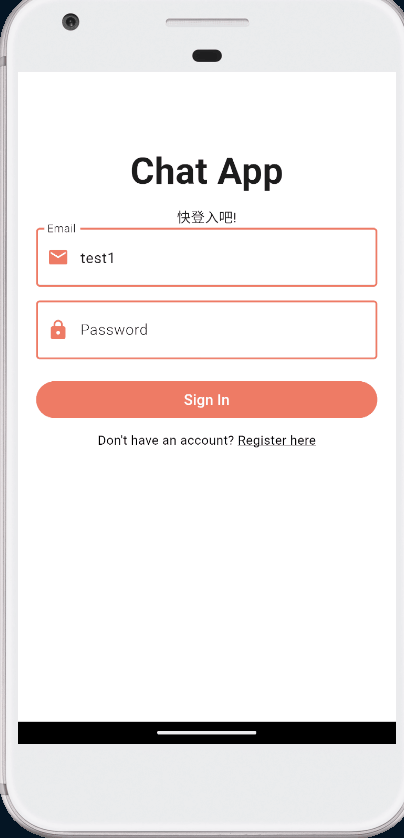 Chat App
快登入吧!
Email
test1
Password
Sign In
Don't have an account? Register here